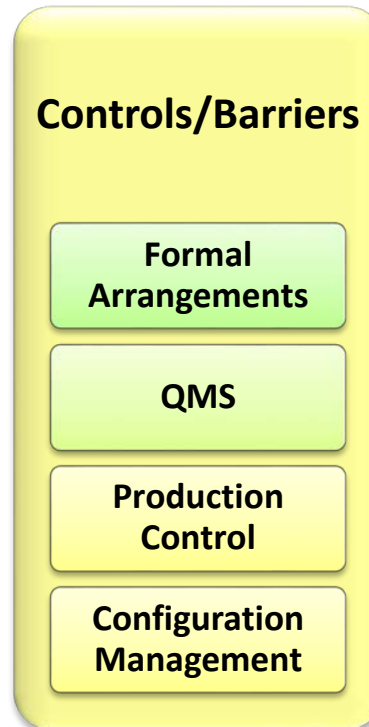 Controls/Barriers
Formal
Arrangements
QMS
Production
Control
Configuration
Management